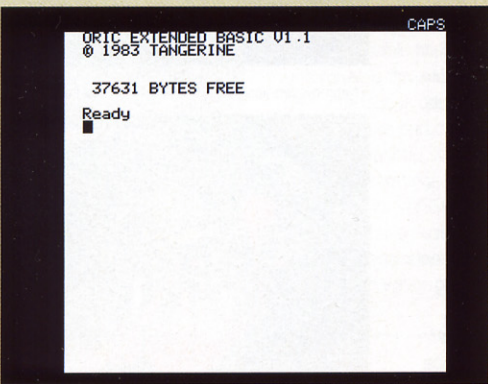 CAPS
ORIC EXTENDED BASIC V1.1
© 1983 TANGERINE
37631 BYTES FREE
Ready